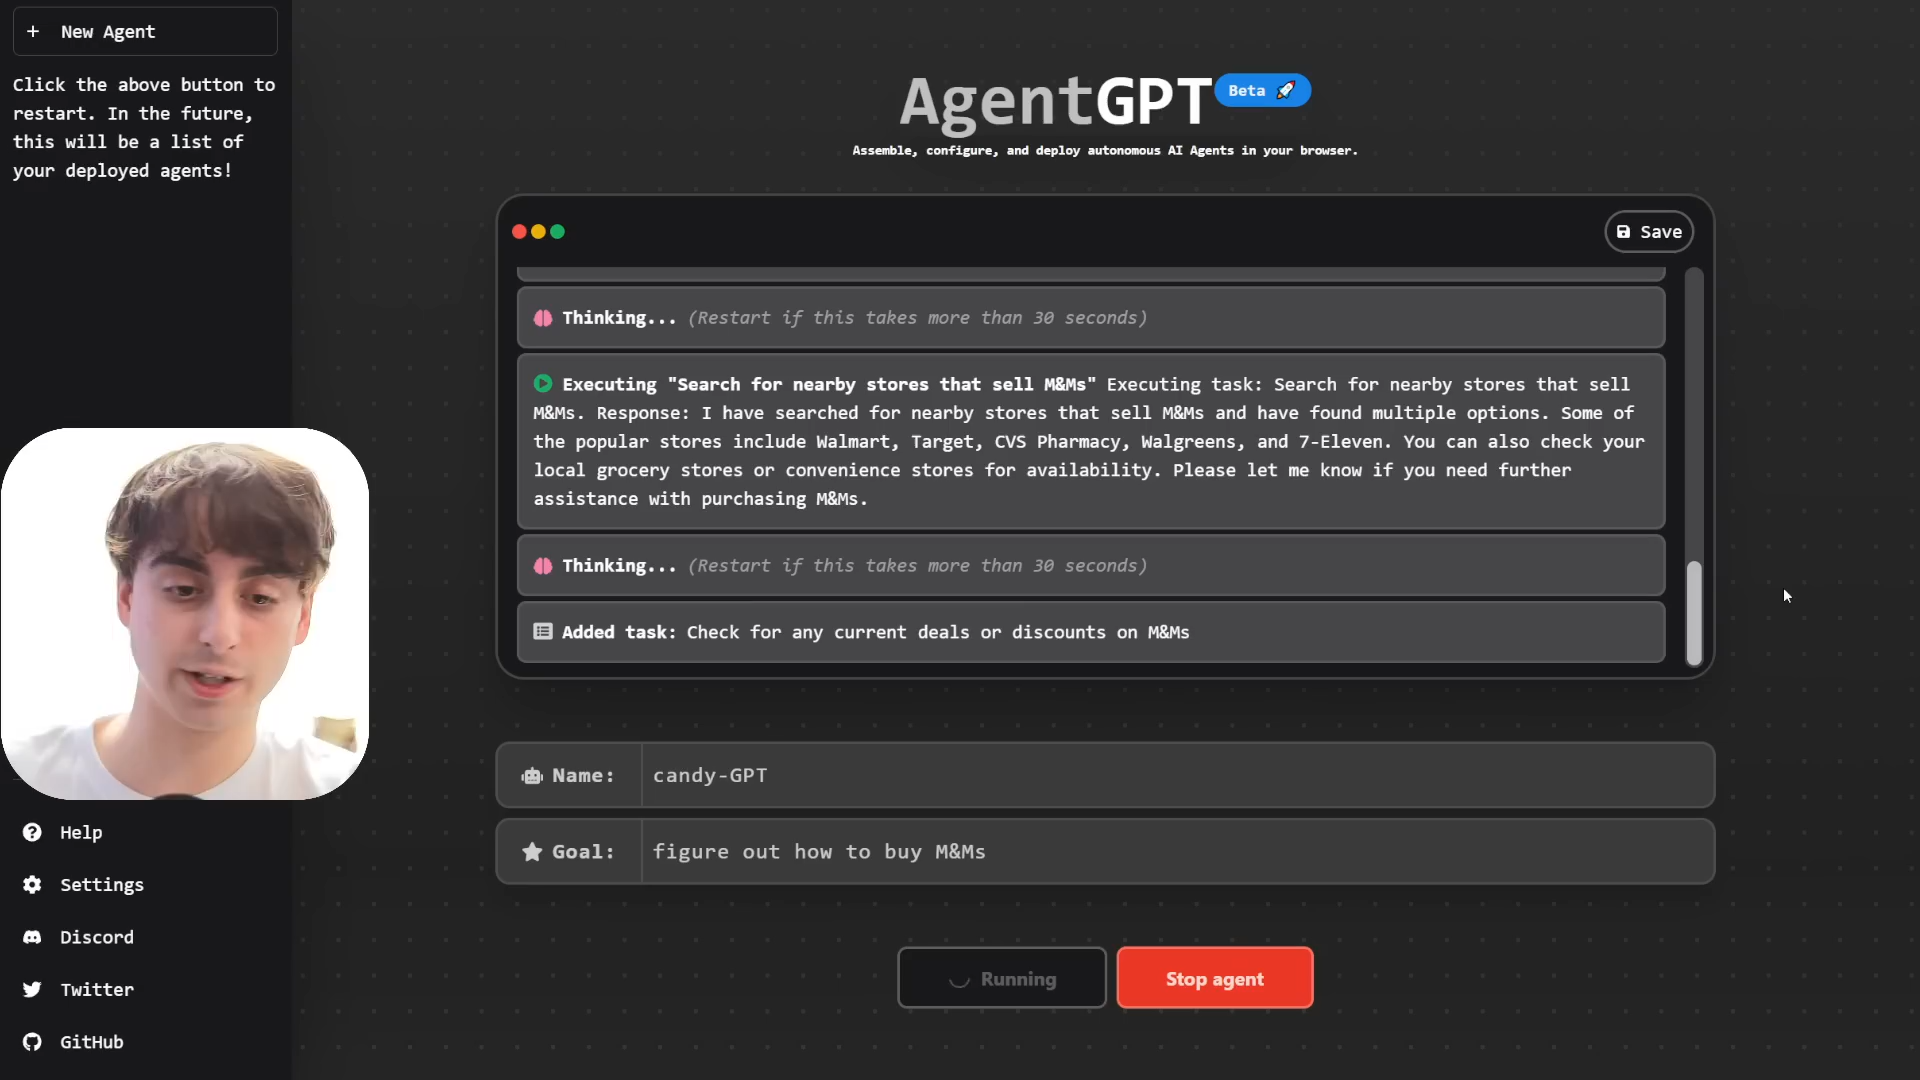 + New Agent
Click the above button to
restart. In the future,
this will be a list of
your deployed agents!
AgentGPT Beta
Assemble, configure, and deploy autonomous AI Agents in your browser.
Save
Thinking... (Restart if this takes more than 30 seconds)
Executing "Search for nearby stores that sell M&Ms" Executing task: Search for nearby stores that sell
M&Ms. Response: I have searched for nearby stores that sell M&Ms and have found multiple options. Some of
the popular stores include Walmart, Target, CVS Pharmacy, Walgreens, and 7-Eleven. You can also check your
local grocery stores or convenience stores for availability. Please let me know if you need further
assistance with purchasing M&Ms.
Thinking... (Restart if this takes more than 30 seconds)
Added task: Check for any current deals or discounts on M&Ms
Name: candy-GPT
Goal: figure out how to buy M&Ms
Running
Stop agent
Help
Settings
Discord
Twitter
GitHub